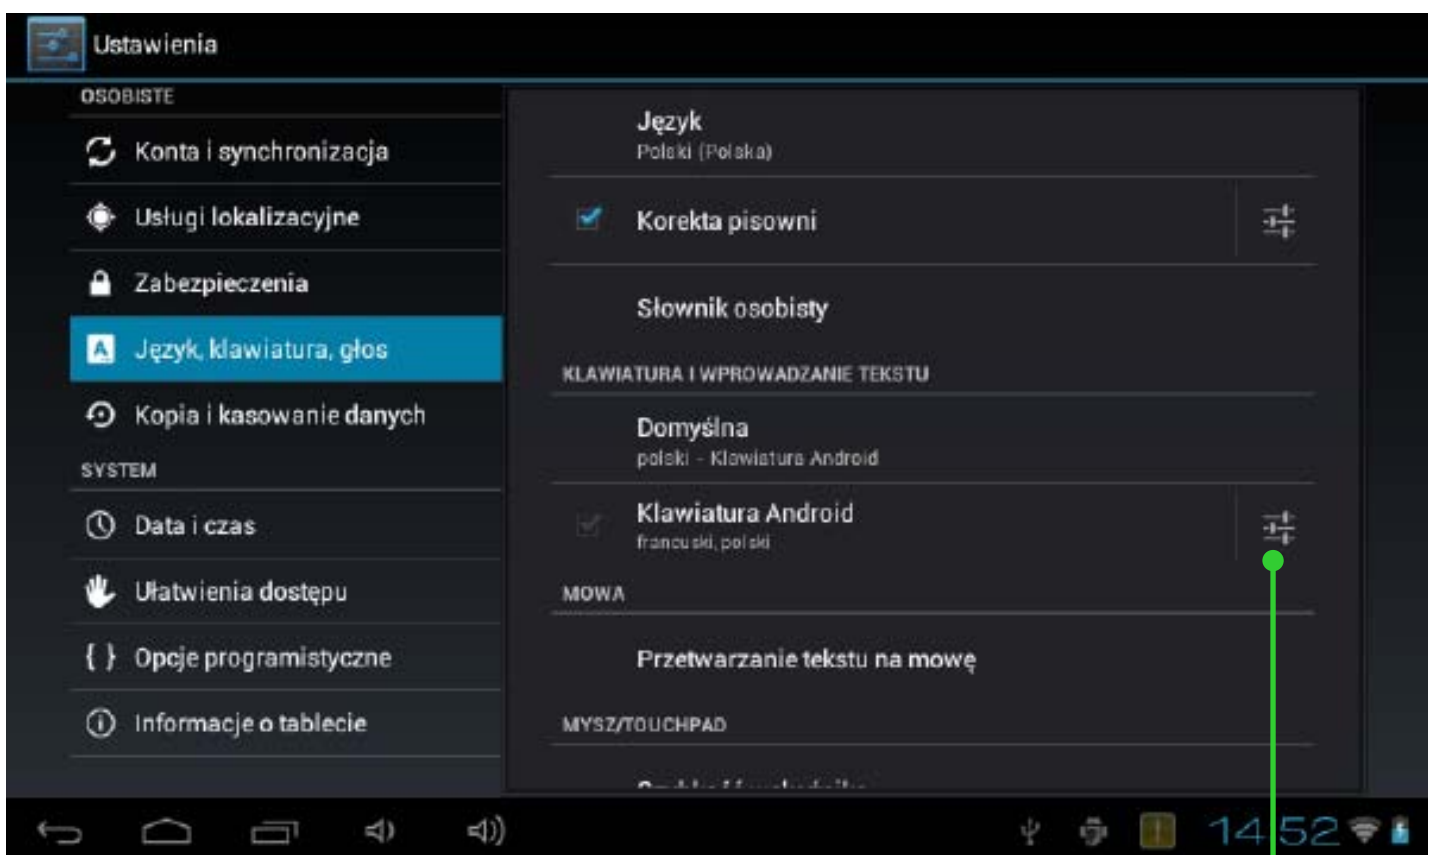 Ustawienia
OSOBISTE
Konta i synchronizacja
Usługi lokalizacyjne
Zabezpieczenia
Język, klawiatura, głos
Kopia i kasowanie danych
SYSTEM
Data i czas
Ułatwienia dostępu
{ } Opcje programistyczne
Informacje o tablecie
Język
Polski (Polska)
Korekta pisowni
Słownik osobisty
KLAWIATURA I WPROWADZANIE TEKSTU
Domyślna
polski - Klawiatura Android
Klawiatura Android
francuski, polski
MOWA
Przetwarzanie tekstu na mowę
MYSZ/TOUCHPAD
14:52